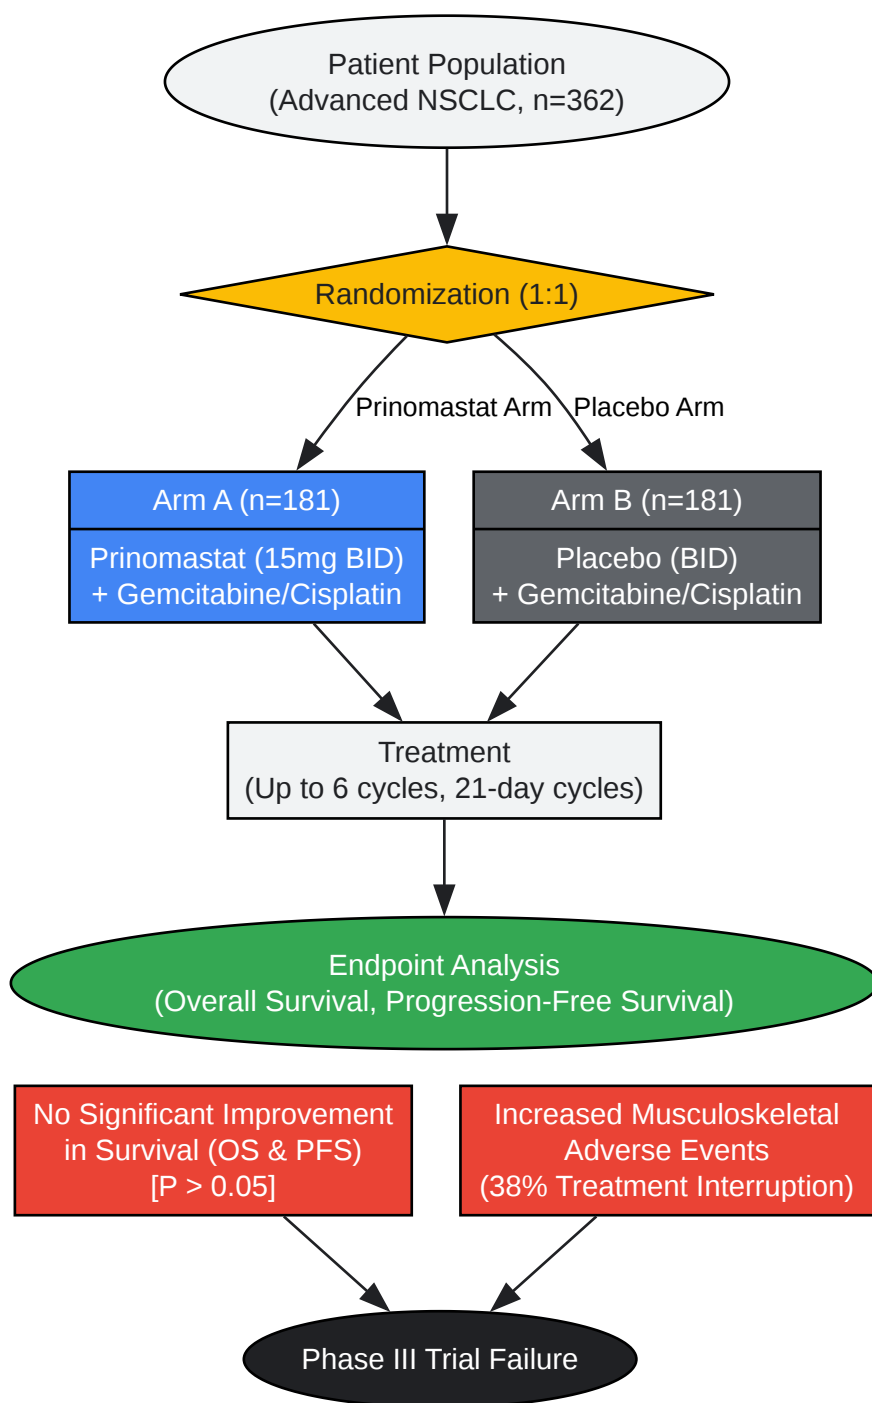 Patient Population
(Advanced NSCLC, n=362)
Randomization (1:1)
Prinomastat Arm
Placebo Arm
Arm A (n=181)
Prinomastat (15mg BID)
+ Gemcitabine/Cisplatin
Arm B (n=181)
Placebo (BID)
+ Gemcitabine/Cisplatin
Treatment
(Up to 6 cycles, 21-day cycles)
Endpoint Analysis
(Overall Survival, Progression-Free Survival)
No Significant Improvement
in Survival (OS & PFS)
[P > 0.05]
Increased Musculoskeletal
Adverse Events
(38% Treatment Interruption)
Phase III Trial Failure